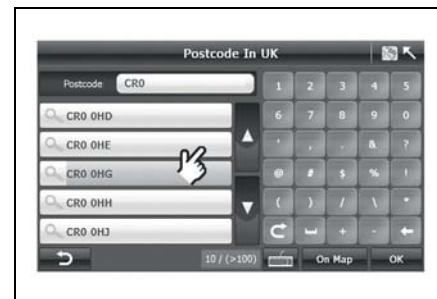 Postcode In UK
Postcode CR0 1 2 3 4 5
CR0 0HD 6 7 8 9 0
CR0 0HE ' , . & ?
CR0 0HG @ # $ % !
CR0 0HH ( ) / \ *
CR0 0HJ + -
10 / (>100) On Map OK